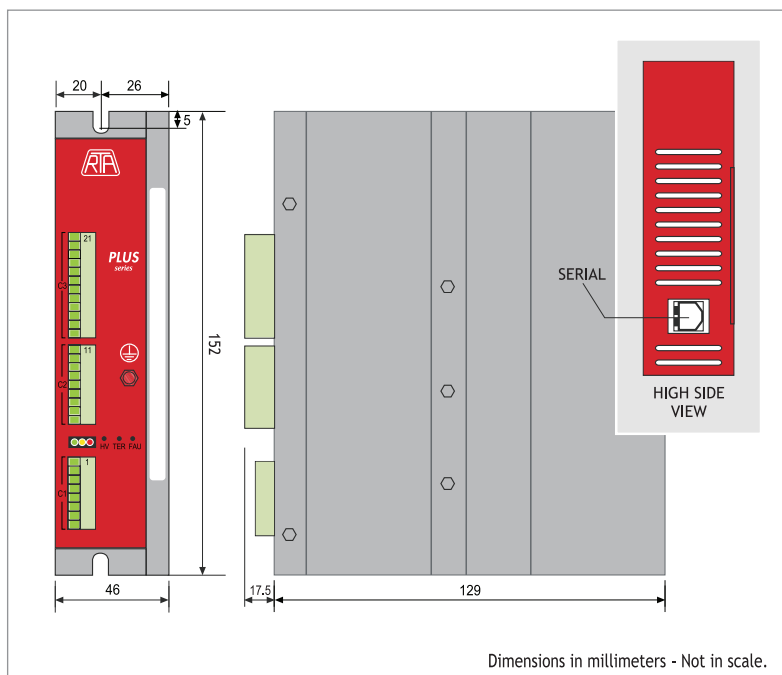 20
26
5
RTA
21
PLUS
series
C3
SERIAL
152
11
C2
HIGH SIDE
VIEW
HV TER FAU
1
C1
46
17.5
129
Dimensions in millimeters - Not in scale.